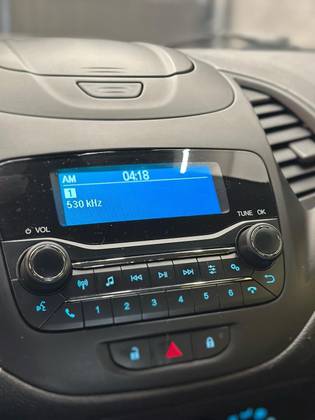 AM 04:18
1
530 kHz
VOL TUNE OK
1 2 3 4 5 6